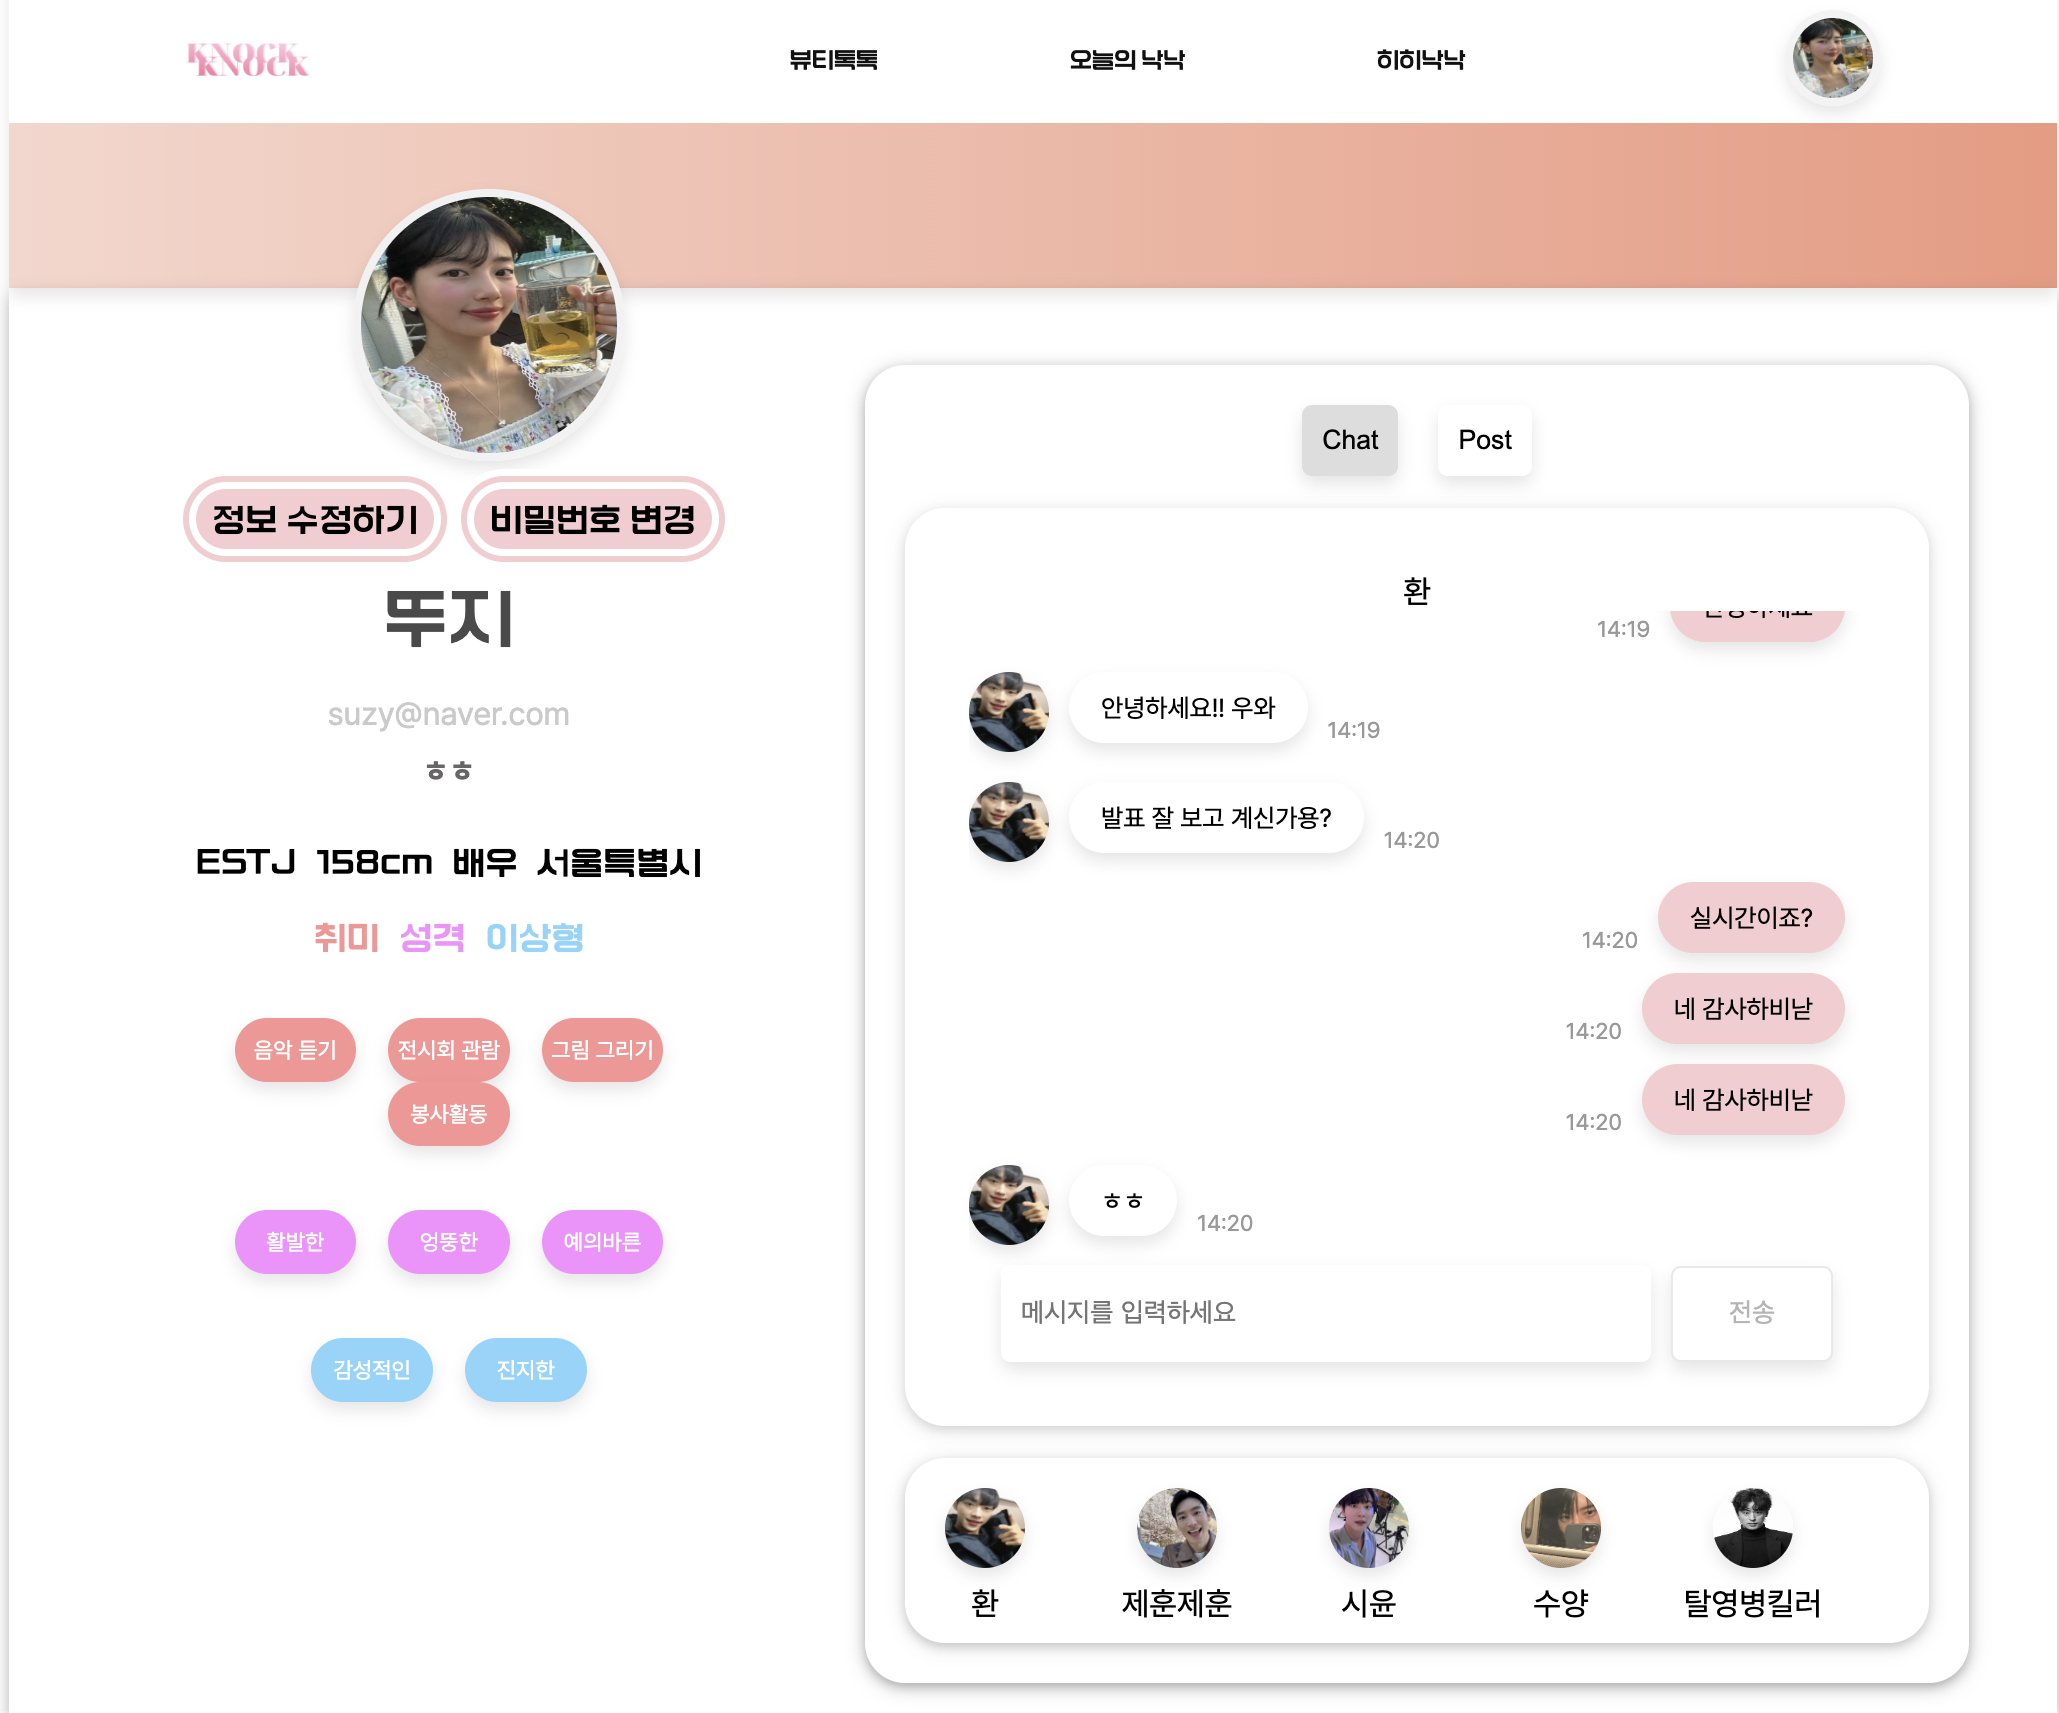 KNOCK
KNOCK
뷰티톡톡
오늘의 낙낙
히히낙낙
정보 수정하기
비밀번호 변경
뚜지
suzy@naver.com
ㅎㅎ
ESTJ 158cm 배우 서울특별시
취미 성격 이상형
음악 듣기
전시회 관람
그림 그리기
봉사활동
활발한
엉뚱한
예의바른
감성적인
진지한
Chat
Post
환
14:19
안녕하세요!! 우와
14:19
발표 잘 보고 계신가용?
14:20
실시간이죠?
14:20
네 감사하비낟
14:20
네 감사하비낟
14:20
ㅎㅎ
14:20
메시지를 입력하세요
전송
환
제훈제훈
시윤
수양
탈영병킬러